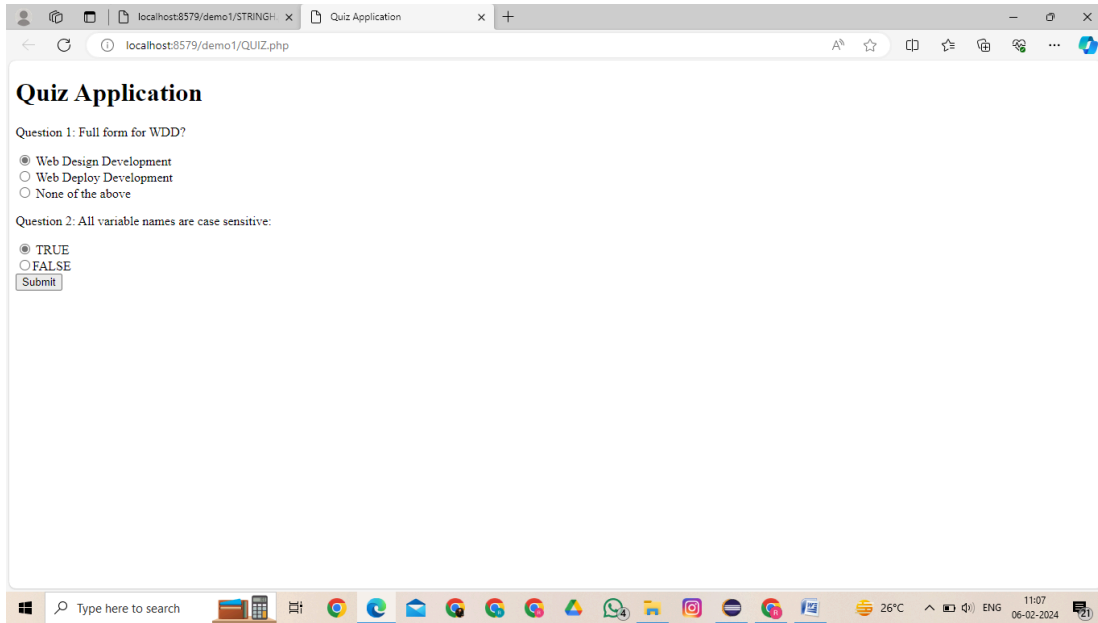 localhost:8579/demo1/STRINGH
Quiz Application
localhost:8579/demo1/QUIZ.php
Quiz Application
Question 1: Full form for WDD?
Web Design Development
Web Deploy Development
None of the above
Question 2: All variable names are case sensitive:
TRUE
FALSE
Submit
Type here to search
4
26°C
ENG
11:07
06-02-2024
21